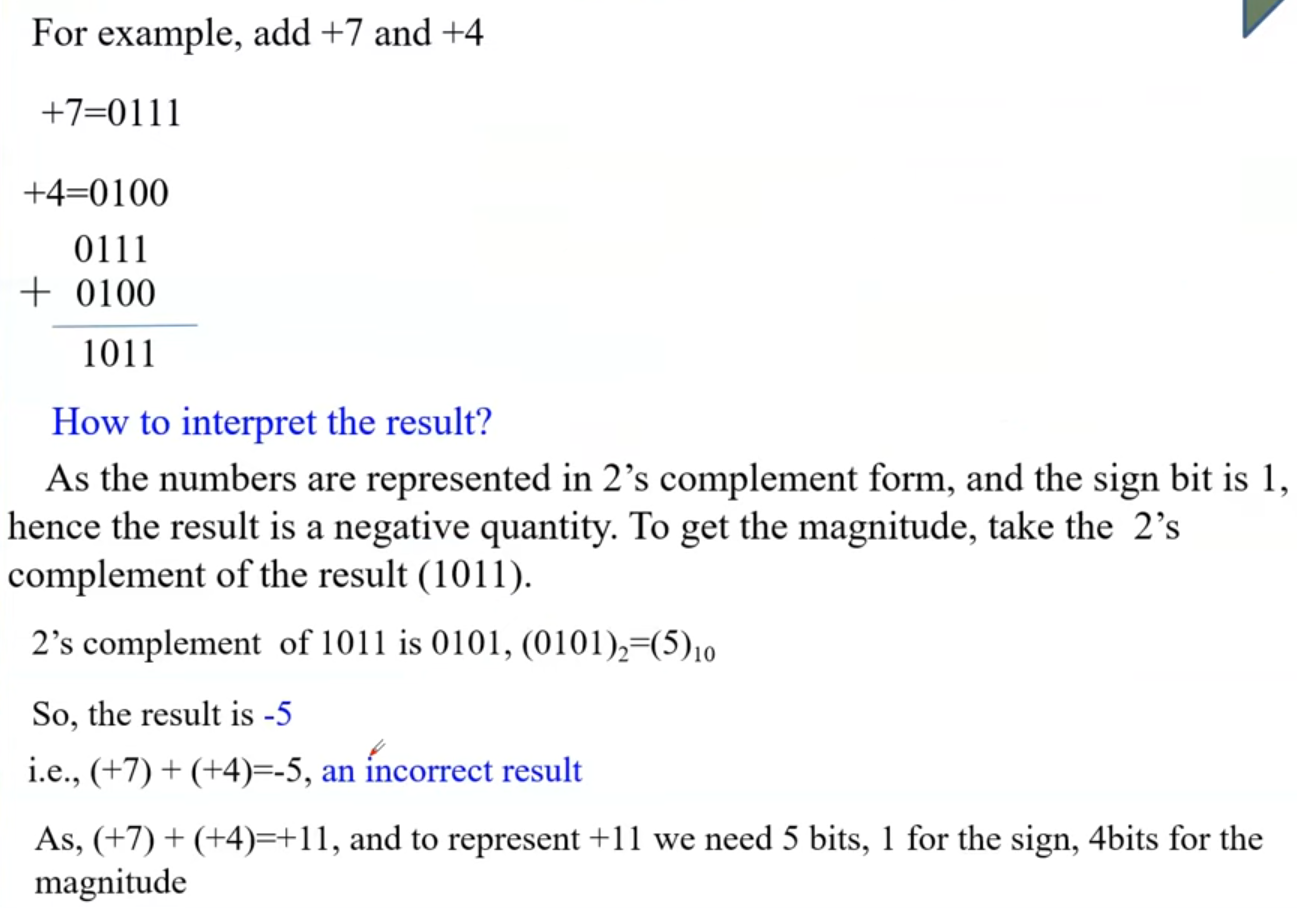 For example, add +7 and +4
+7=0111
+4=0100
0111
+ 0100
1011
How to interpret the result?
As the numbers are represented in 2’s complement form, and the sign bit is 1,
hence the result is a negative quantity. To get the magnitude, take the 2’s
complement of the result (1011).
2’s complement of 1011 is 0101, (0101)₂=(5)₁₀
So, the result is -5
i.e., (+7) + (+4)=-5, an incorrect result
As, (+7) + (+4)=+11, and to represent +11 we need 5 bits, 1 for the sign, 4bits for the
magnitude